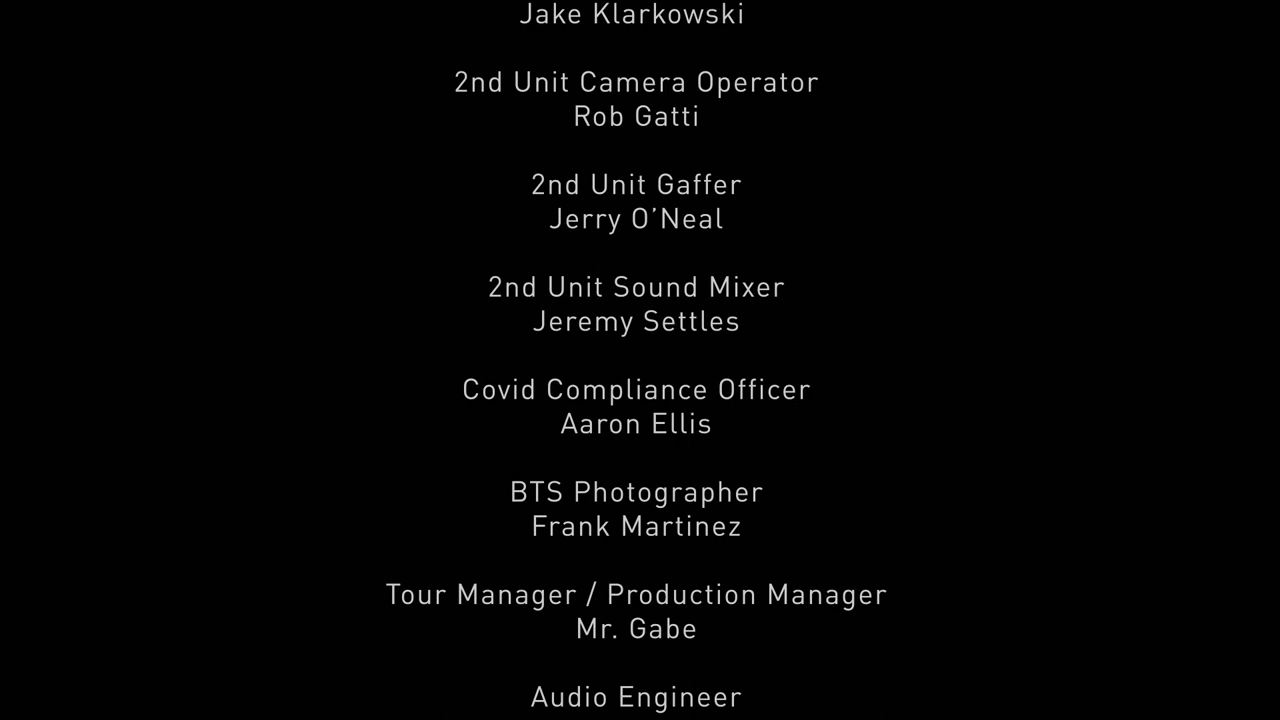 Jake Klarkowski
2nd Unit Camera Operator
Rob Gatti
2nd Unit Gaffer
Jerry O’Neal
2nd Unit Sound Mixer
Jeremy Settles
Covid Compliance Officer
Aaron Ellis
BTS Photographer
Frank Martinez
Tour Manager / Production Manager
Mr. Gabe
Audio Engineer